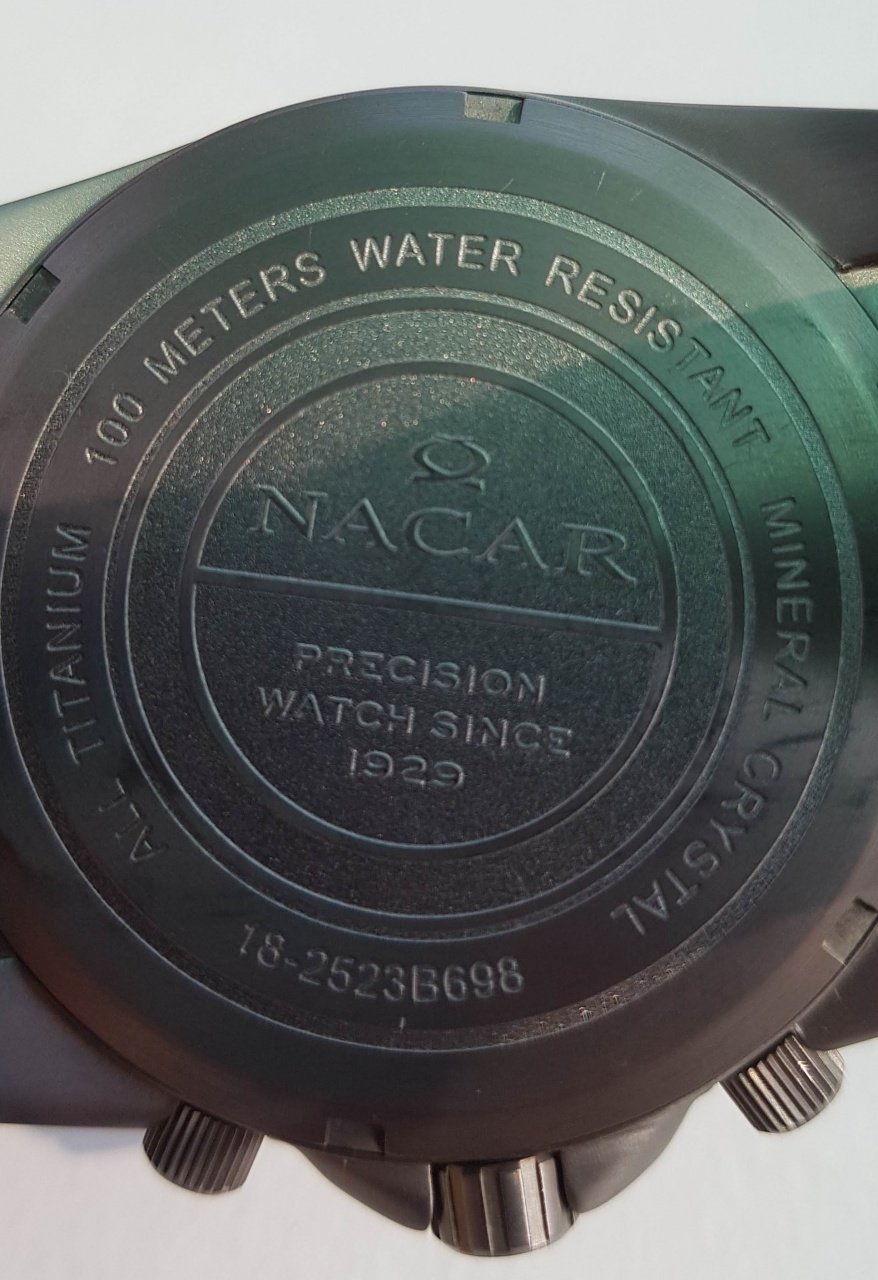 100 METERS WATER RESISTANT
MINERAL CRYSTAL
18-2523B698
ALL TITANIUM
NACAR
PRECISION
WATCH SINCE
1929